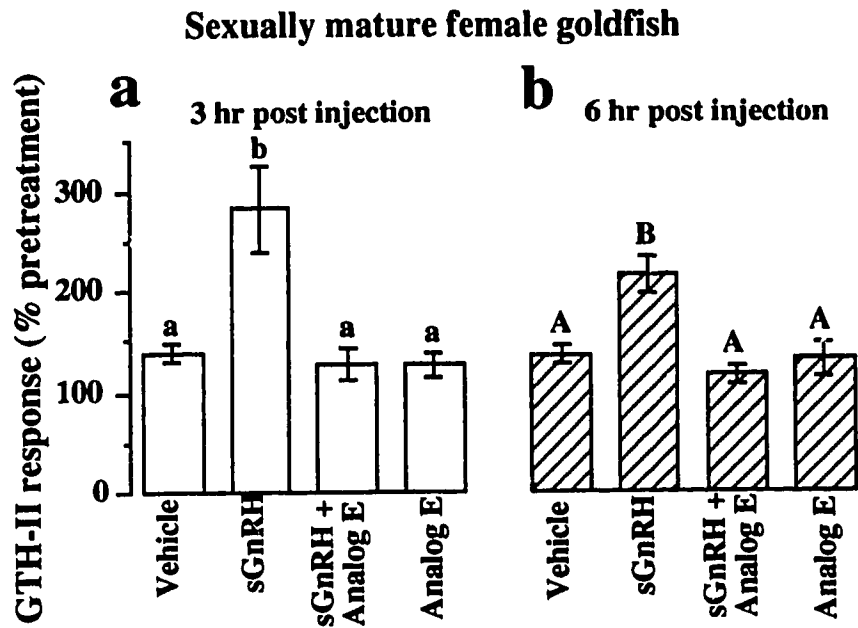 Sexually mature female goldfish
a
3 hr post injection
GTH-II response (% pretreatment)
300
200
100
0
a
b
a
a
Vehicle
sGnRH
sGnRH +
Analog E
Analog E
b
6 hr post injection
A
B
A
A
Vehicle
sGnRH
sGnRH +
Analog E
Analog E